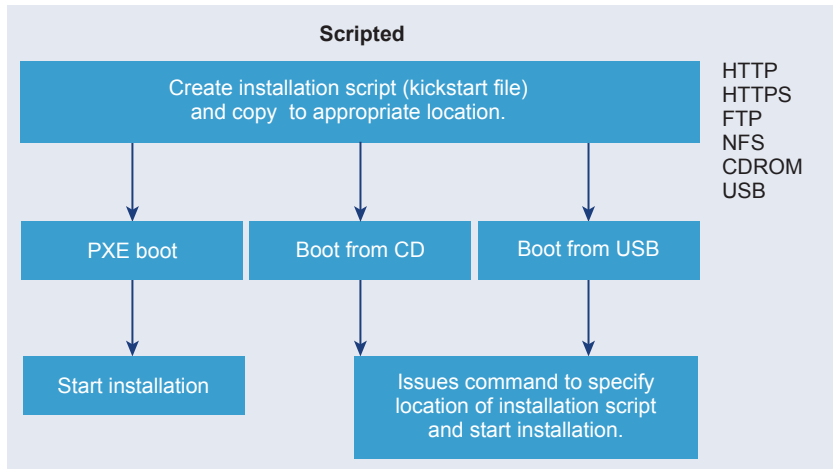 Scripted
Create installation script (kickstart file)
and copy to appropriate location.
HTTP
HTTPS
FTP
NFS
CDROM
USB
PXE boot
Boot from CD
Boot from USB
Start installation
Issues command to specify
location of installation script
and start installation.